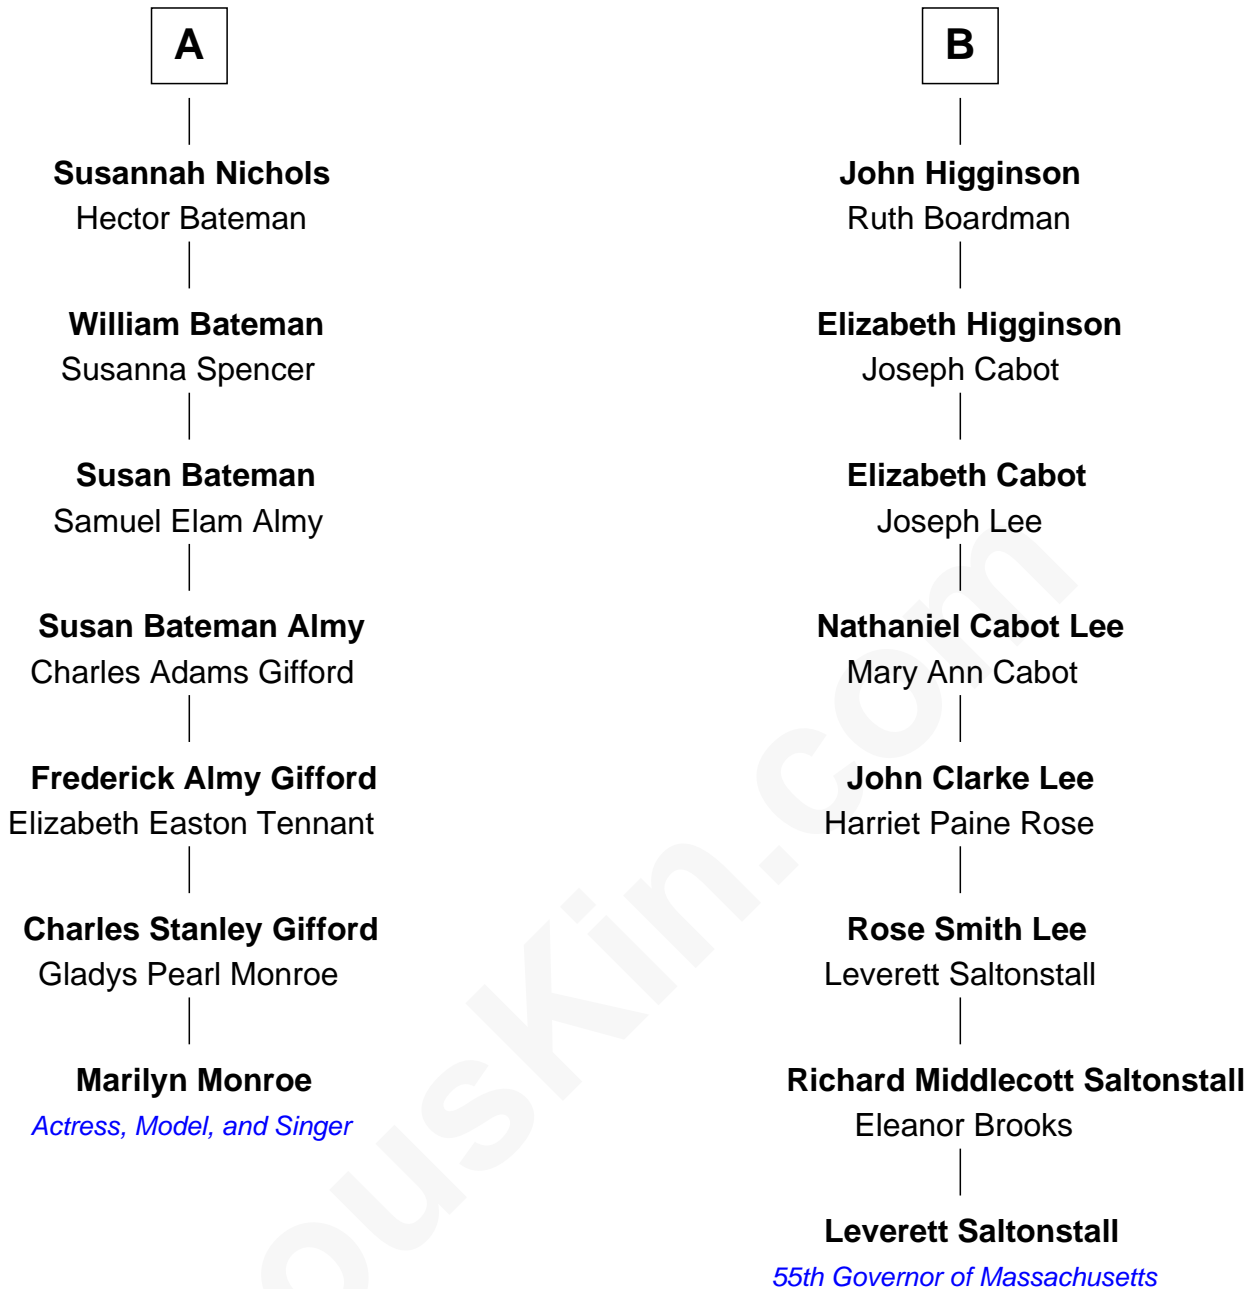 A
Susannah Nichols
Hector Bateman
William Bateman
Susanna Spencer
Susan Bateman
Samuel Elam Almy
Susan Bateman Almy
Charles Adams Gifford
Frederick Almy Gifford
Elizabeth Easton Tennant
Charles Stanley Gifford
Gladys Pearl Monroe
Marilyn Monroe
Actress, Model, and Singer
B
John Higginson
Ruth Boardman
Elizabeth Higginson
Joseph Cabot
Elizabeth Cabot
Joseph Lee
Nathaniel Cabot Lee
Mary Ann Cabot
John Clarke Lee
Harriet Paine Rose
Rose Smith Lee
Leverett Saltonstall
Richard Middlecott Saltonstall
Eleanor Brooks
Leverett Saltonstall
55th Governor of Massachusetts
ousKin.com